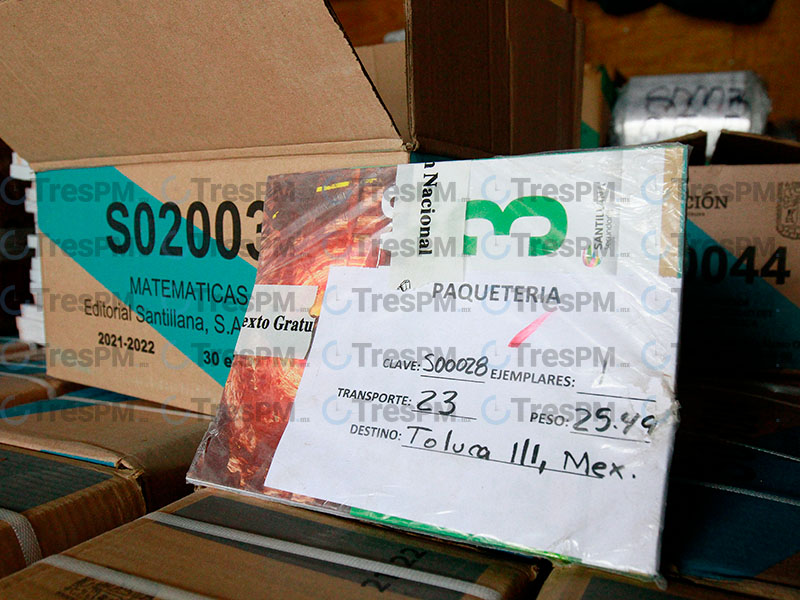 S02003
MATEMATICAS
Editorial Santillana, S.A
2021-2022
30 e
n Nacional
3
SANTILLANA
exto Gratu
PAQUETERIA
CLAVE: S00028 EJEMPLARES: 1
TRANSPORTE: 23 PESO: 25.49
DESTINO: Toluca III, Mex.
CIÓN
0044
TresPM